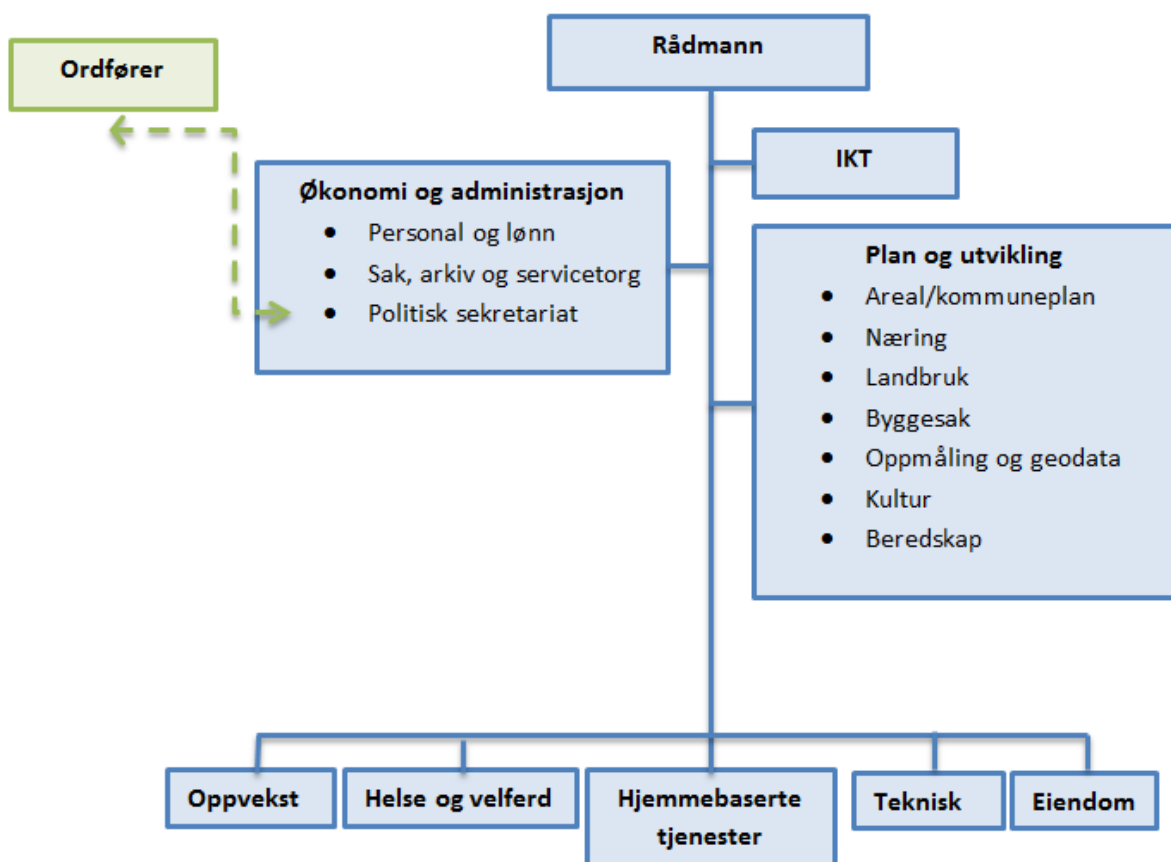 Rådmann
Ordfører
IKT
Økonomi og administrasjon
• Personal og lønn
• Sak, arkiv og servicetorg
• Politisk sekretariat
Plan og utvikling
• Areal/kommuneplan
• Næring
• Landbruk
• Byggesak
• Oppmåling og geodata
• Kultur
• Beredskap
Oppvekst
Helse og velferd
Hjemmebaserte
tjenester
Teknisk
Eiendom